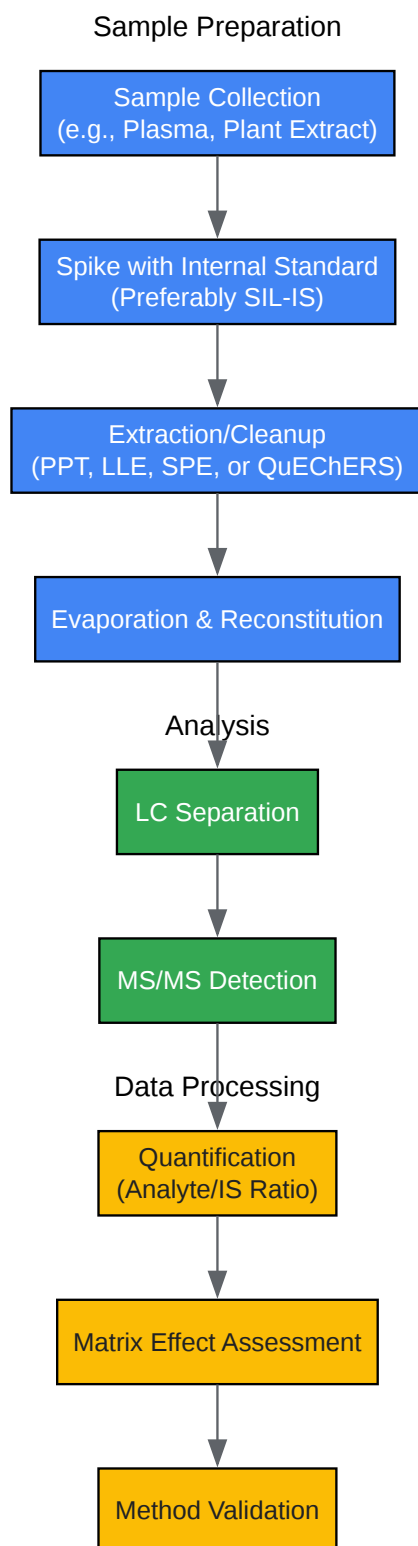 Sample Preparation
Sample Collection
(e.g., Plasma, Plant Extract)
Spike with Internal Standard
(Preferably SIL-IS)
Extraction/Cleanup
(PPT, LLE, SPE, or QuEChERS)
Evaporation & Reconstitution
Analysis
LC Separation
MS/MS Detection
Data Processing
Quantification
(Analyte/IS Ratio)
Matrix Effect Assessment
Method Validation